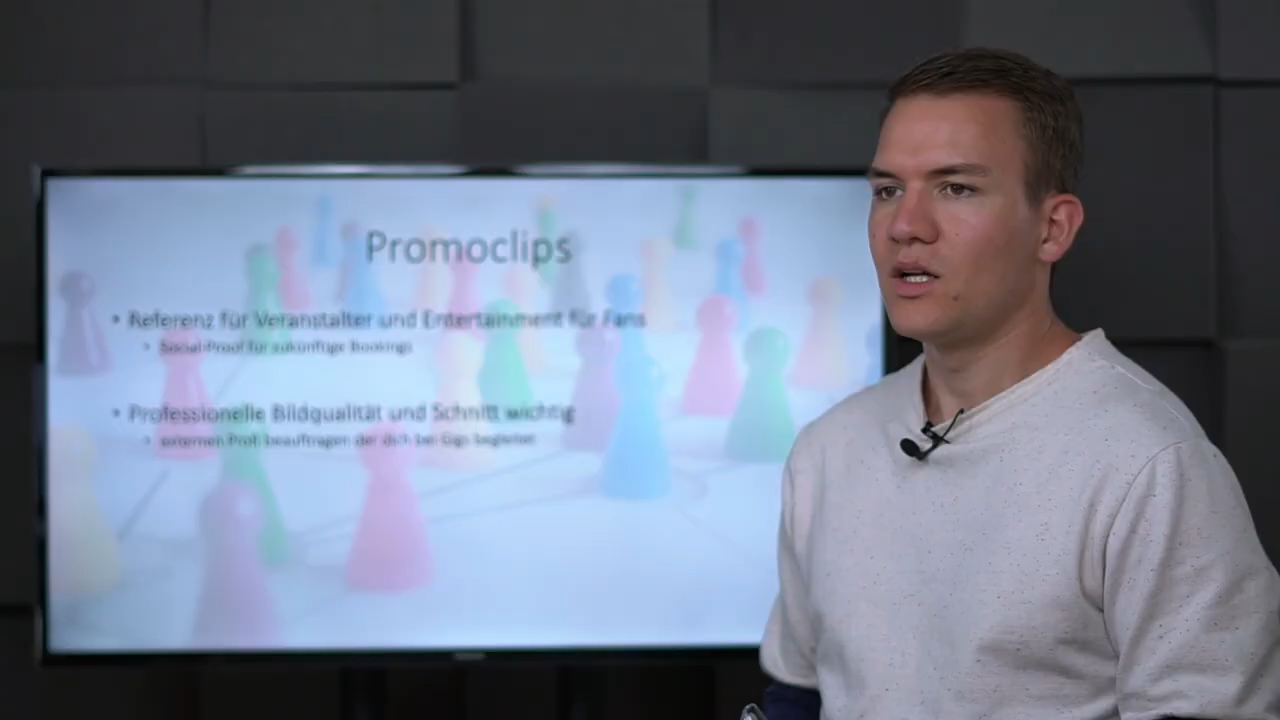 Promoclips
• Referenz für Veranstalter und Entertainment für Fans
• Social-Proof für zukünftige Bookings
• Professionelle Bildqualität und Schnitt wichtig
• externen Profi beauftragen der dich bei Gigs begleitet